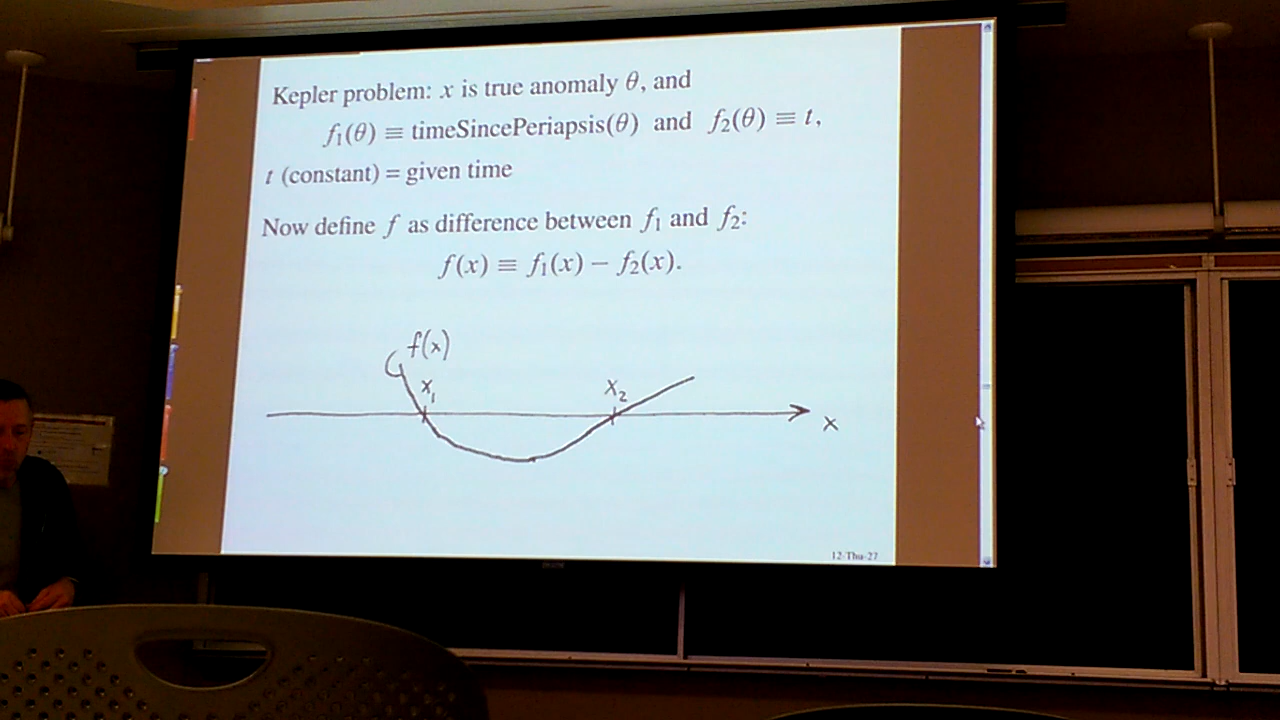 Kepler problem: x is true anomaly θ, and
f₁(θ) ≡ timeSincePeriapsis(θ) and f₂(θ) ≡ t,
t (constant) = given time
Now define f as difference between f₁ and f₂:
f(x) ≡ f₁(x) − f₂(x).
f(x)
x₁
x₂
x
12-Thu-27